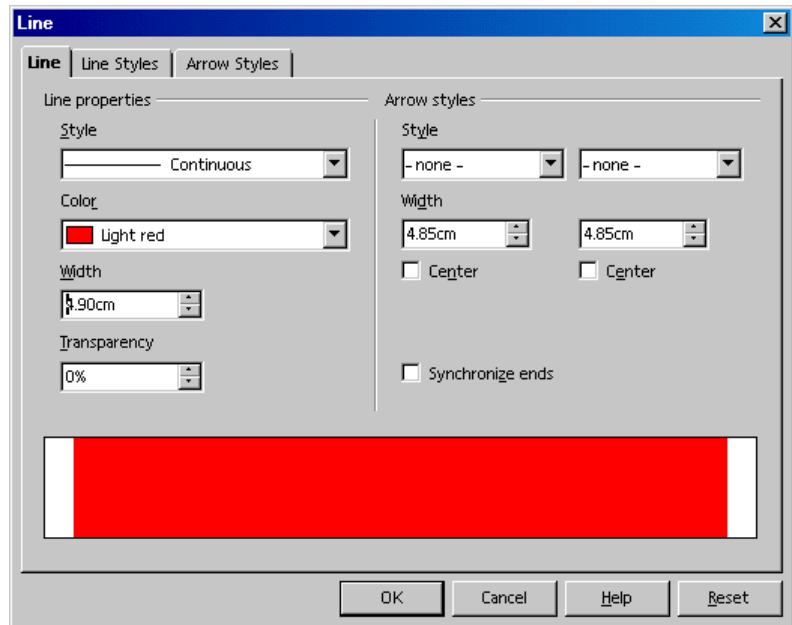 Line
Line Line Styles Arrow Styles
Line properties
Style
Continuous
Color
Light red
Width
.90cm
Transparency
0%
Arrow styles
Style
- none - - none -
Width
4.85cm 4.85cm
Center Center
Synchronize ends
OK Cancel Help Reset